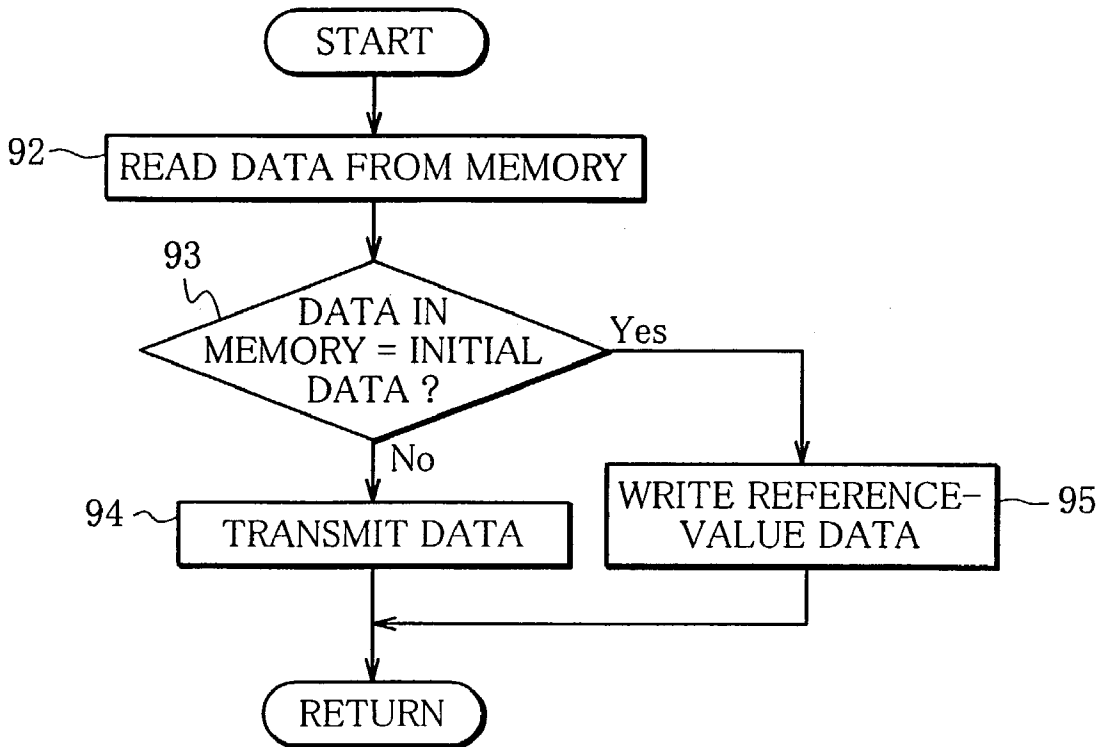 START
92
READ DATA FROM MEMORY
93
DATA IN
MEMORY = INITIAL
DATA ?
Yes
No
94
TRANSMIT DATA
WRITE REFERENCE-
VALUE DATA
95
RETURN